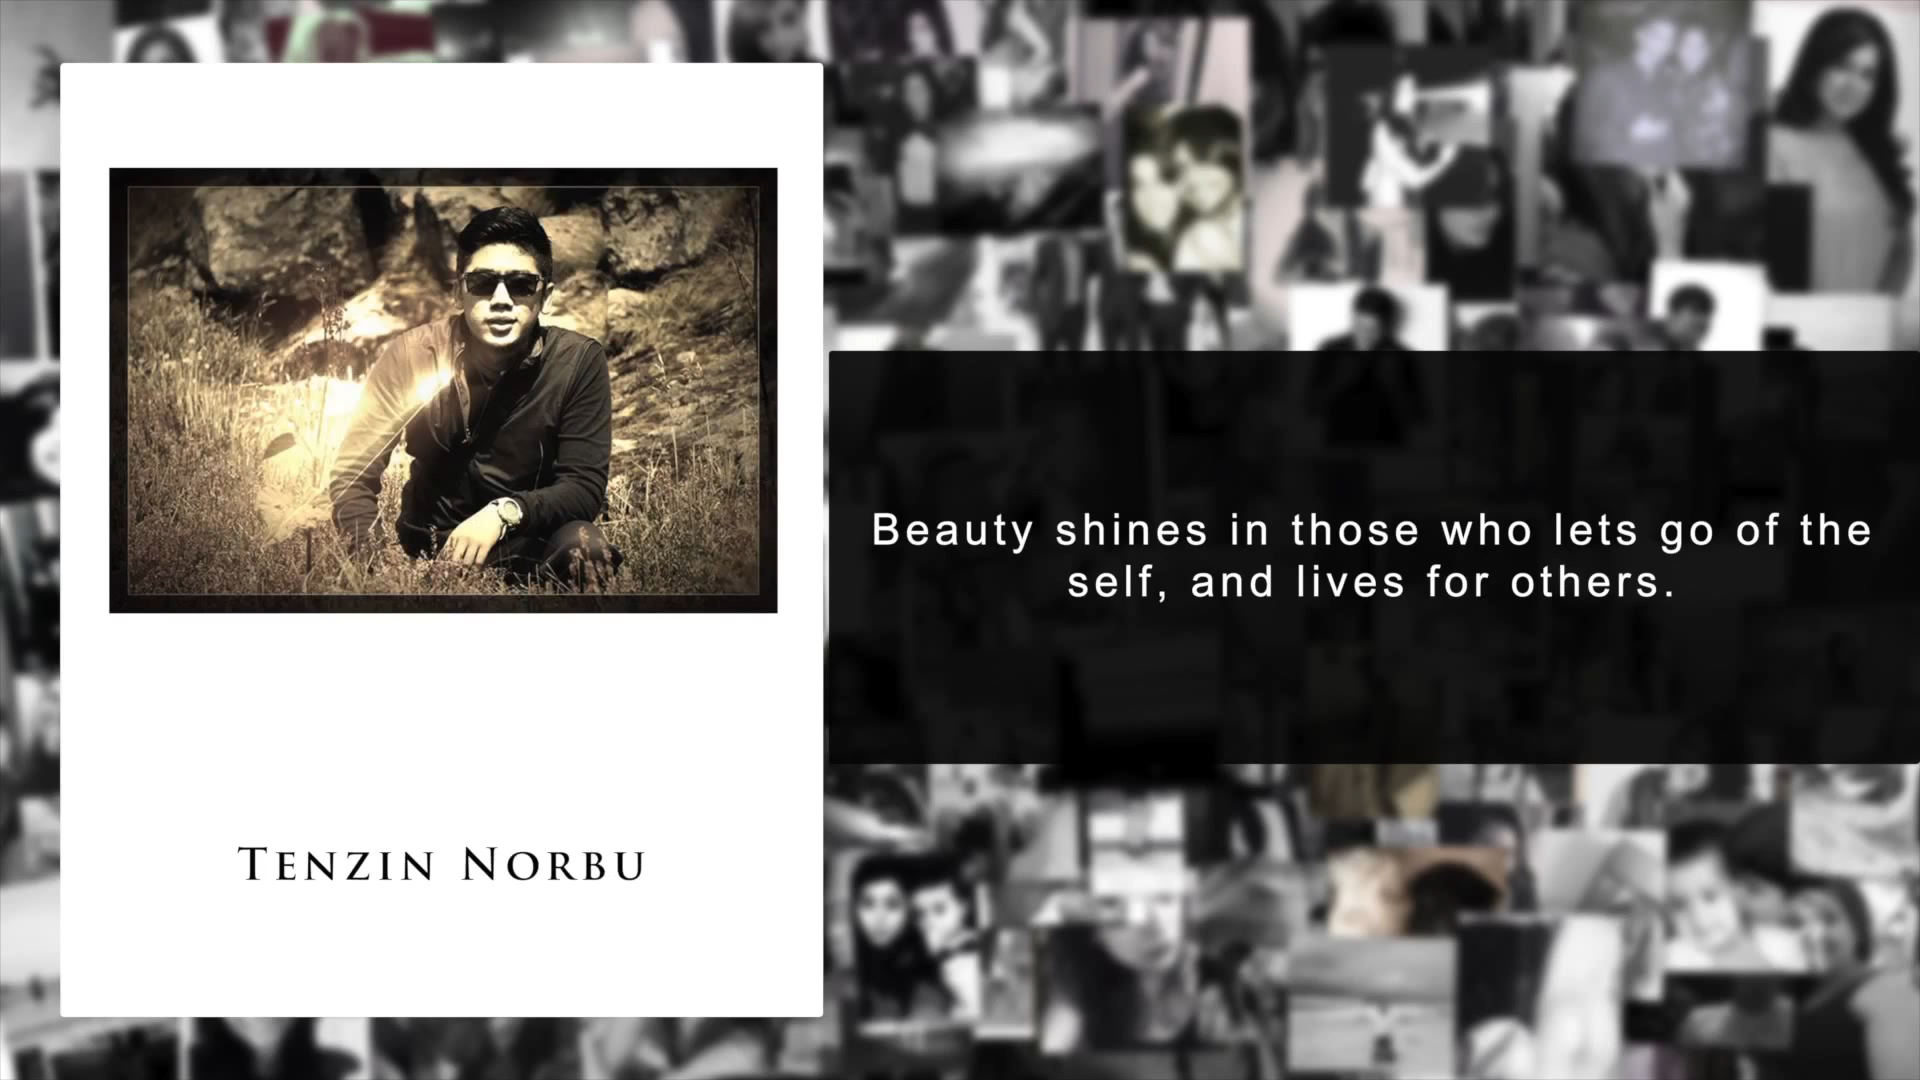 Beauty shines in those who lets go of the
self, and lives for others.
Tenzin Norbu